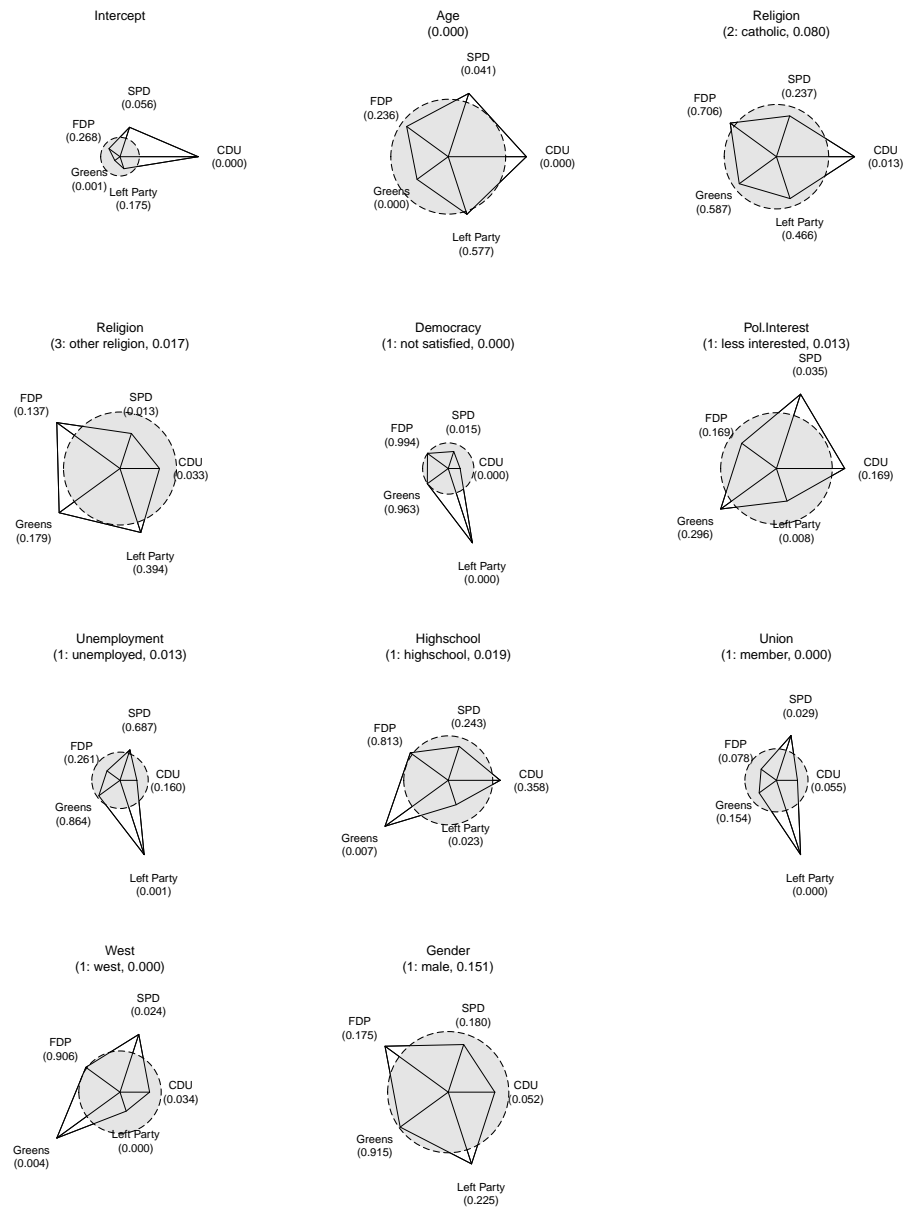 Intercept
SPD
(0.056)
FDP
(0.268)
CDU
(0.000)
Greens
(0.001)
Left Party
(0.175)
Age
(0.000)
SPD
(0.041)
FDP
(0.236)
CDU
(0.000)
Greens
(0.000)
Left Party
(0.577)
Religion
(2: catholic, 0.080)
SPD
(0.237)
FDP
(0.706)
CDU
(0.013)
Greens
(0.587)
Left Party
(0.466)
Religion
(3: other religion, 0.017)
SPD
(0.013)
FDP
(0.137)
CDU
(0.033)
Greens
(0.179)
Left Party
(0.394)
Democracy
(1: not satisfied, 0.000)
SPD
(0.015)
FDP
(0.994)
CDU
(0.000)
Greens
(0.963)
Left Party
(0.000)
Pol.Interest
(1: less interested, 0.013)
SPD
(0.035)
FDP
(0.169)
CDU
(0.169)
Greens
(0.296)
Left Party
(0.008)
Unemployment
(1: unemployed, 0.013)
SPD
(0.687)
FDP
(0.261)
CDU
(0.160)
Greens
(0.864)
Left Party
(0.001)
Highschool
(1: highschool, 0.019)
SPD
(0.243)
FDP
(0.813)
CDU
(0.358)
Greens
(0.007)
Left Party
(0.023)
Union
(1: member, 0.000)
SPD
(0.029)
FDP
(0.078)
CDU
(0.055)
Greens
(0.154)
Left Party
(0.000)
West
(1: west, 0.000)
SPD
(0.024)
FDP
(0.906)
CDU
(0.034)
Greens
(0.004)
Left Party
(0.000)
Gender
(1: male, 0.151)
SPD
(0.180)
FDP
(0.175)
CDU
(0.052)
Greens
(0.915)
Left Party
(0.225)